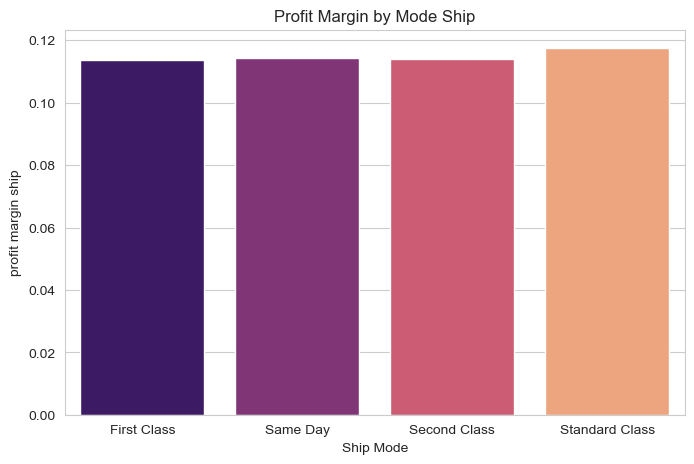 Profit Margin by Mode Ship
0.12
0.10
0.08
0.06
0.04
0.02
0.00
profit margin ship
First Class Same Day Second Class Standard Class
Ship Mode